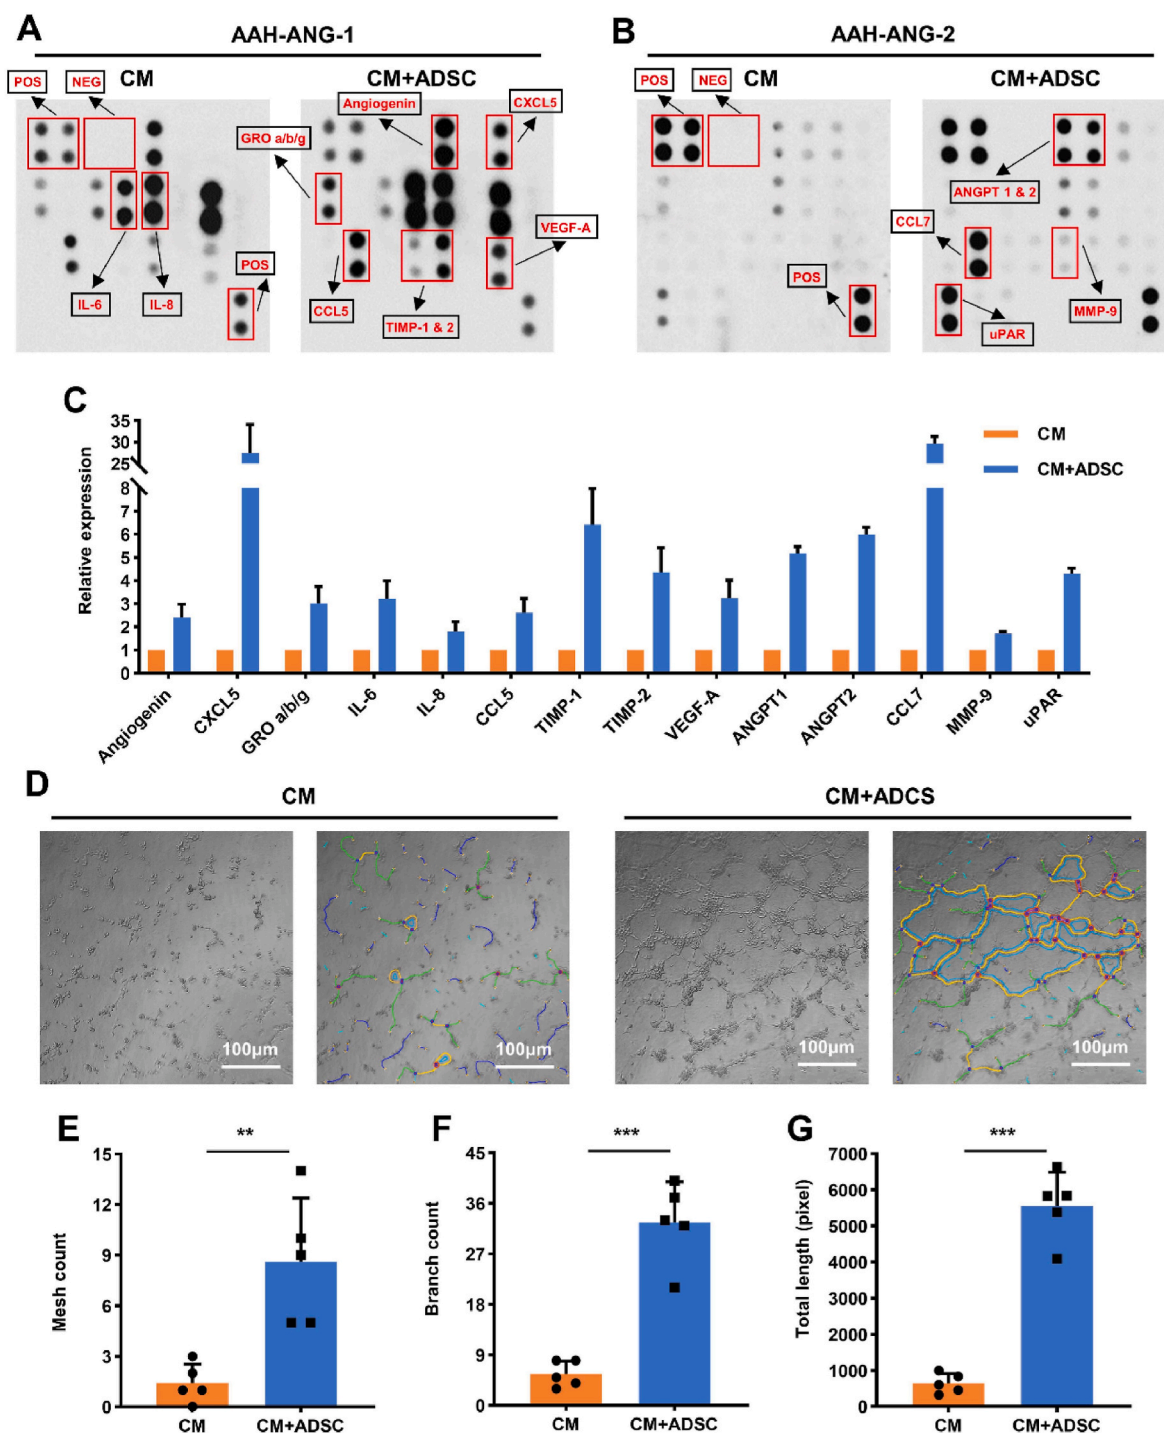 A
AAH-ANG-1
CM
CM+ADSC
POS
NEG
Angiogenin
CXCL5
GRO a/b/g
VEGF-A
POS
IL-6
IL-8
CCL5
TIMP-1 & 2
B
AAH-ANG-2
CM
CM+ADSC
POS
NEG
ANGPT 1 & 2
CCL7
POS
MMP-9
uPAR
C
Relative expression
35
30
25
8
7
6
5
4
3
2
1
0
CM
CM+ADSC
Angiogenin
CXCL5
GRO a/b/g
IL-6
IL-8
CCL5
TIMP-1
TIMP-2
VEGF-A
ANGPT1
ANGPT2
CCL7
MMP-9
uPAR
D
CM
CM+ADCS
100μm
100μm
100μm
100μm
E
**
Mesh count
15
12
9
6
3
0
CM
CM+ADSC
F
***
Branch count
45
36
27
18
9
0
CM
CM+ADSC
G
***
Total length (pixel)
7000
6000
5000
4000
3000
2000
1000
0
CM
CM+ADSC